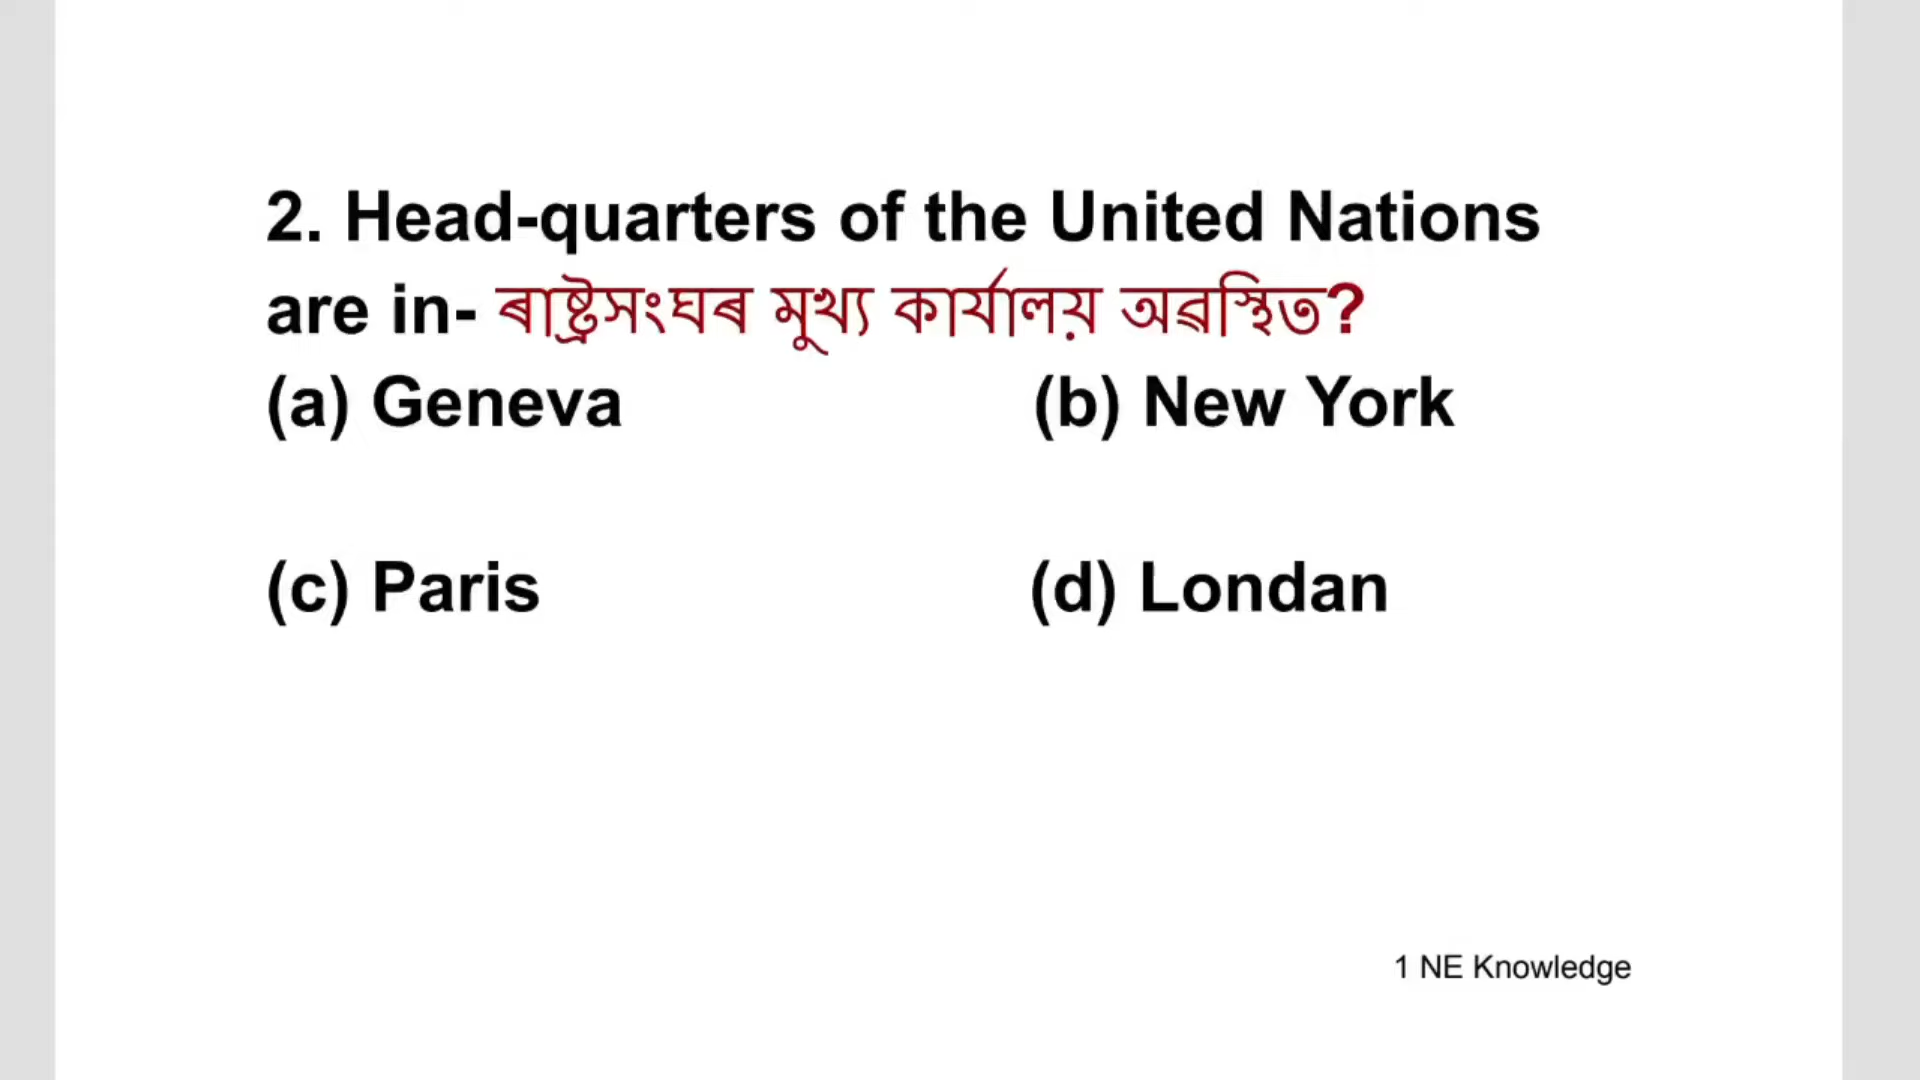 2. Head-quarters of the United Nations
are in- ৰাষ্ট্ৰসংঘৰ মুখ্য কাৰ্যালয় অৱস্থিত?
(a) Geneva (b) New York
(c) Paris (d) Londan
1 NE Knowledge